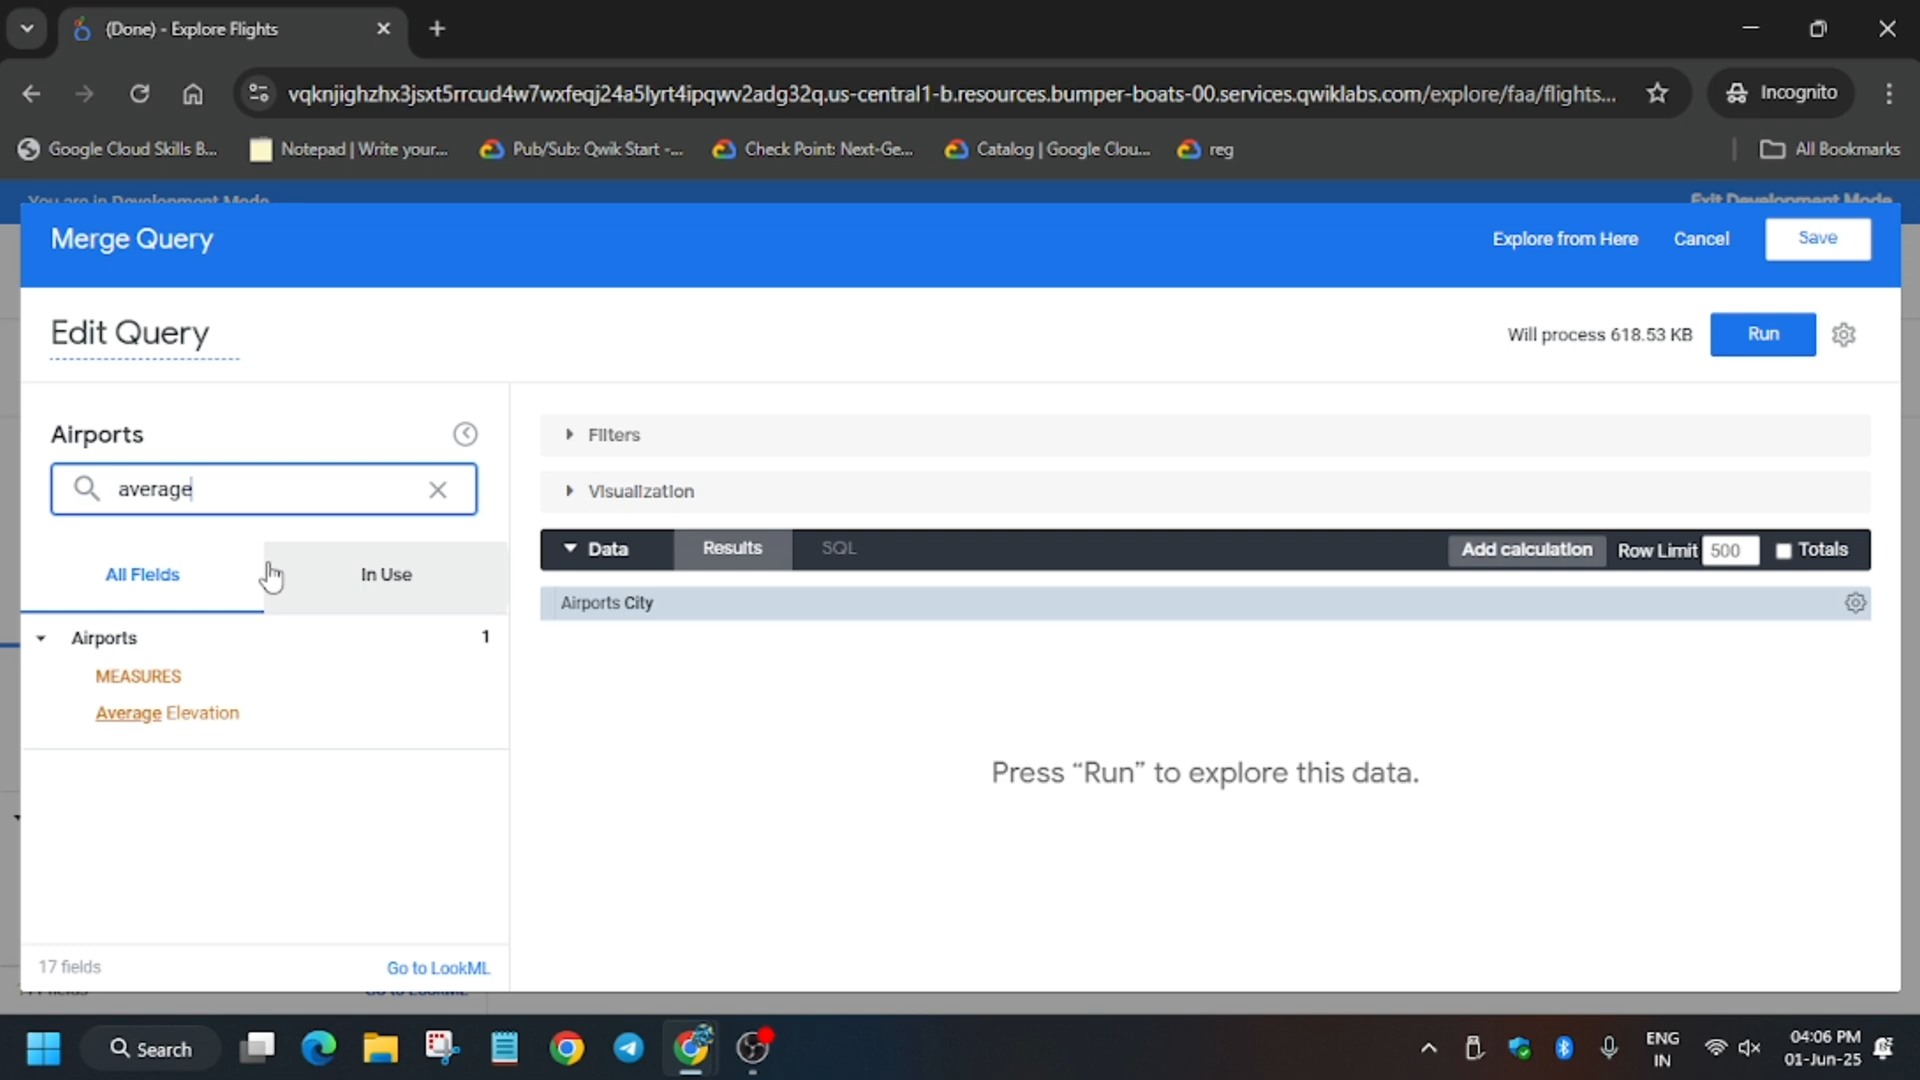 (Done) - Explore Flights
vqknjighzhx3jsxt5rrcud4w7wxfeqj24a5lyrt4ipqwv2adg32q.us-central1-b.resources.bumper-boats-00.services.qwiklabs.com/explore/faa/flights...
Incognito
Google Cloud Skills B...
Notepad | Write your...
Pub/Sub: Qwik Start -...
Check Point: Next-Ge...
Catalog | Google Clou...
reg
All Bookmarks
You are in Development Mode
Exit Development Mode
Merge Query
Explore from Here
Cancel
Save
Edit Query
Will process 618.53 KB
Run
Airports
average
All Fields
In Use
Airports
1
MEASURES
Average Elevation
17 fields
Go to LookML
Filters
Visualization
Data
Results
SQL
Add calculation
Row Limit
500
Totals
Airports City
Press “Run” to explore this data.
Search
ENG
IN
04:06 PM
01-Jun-25